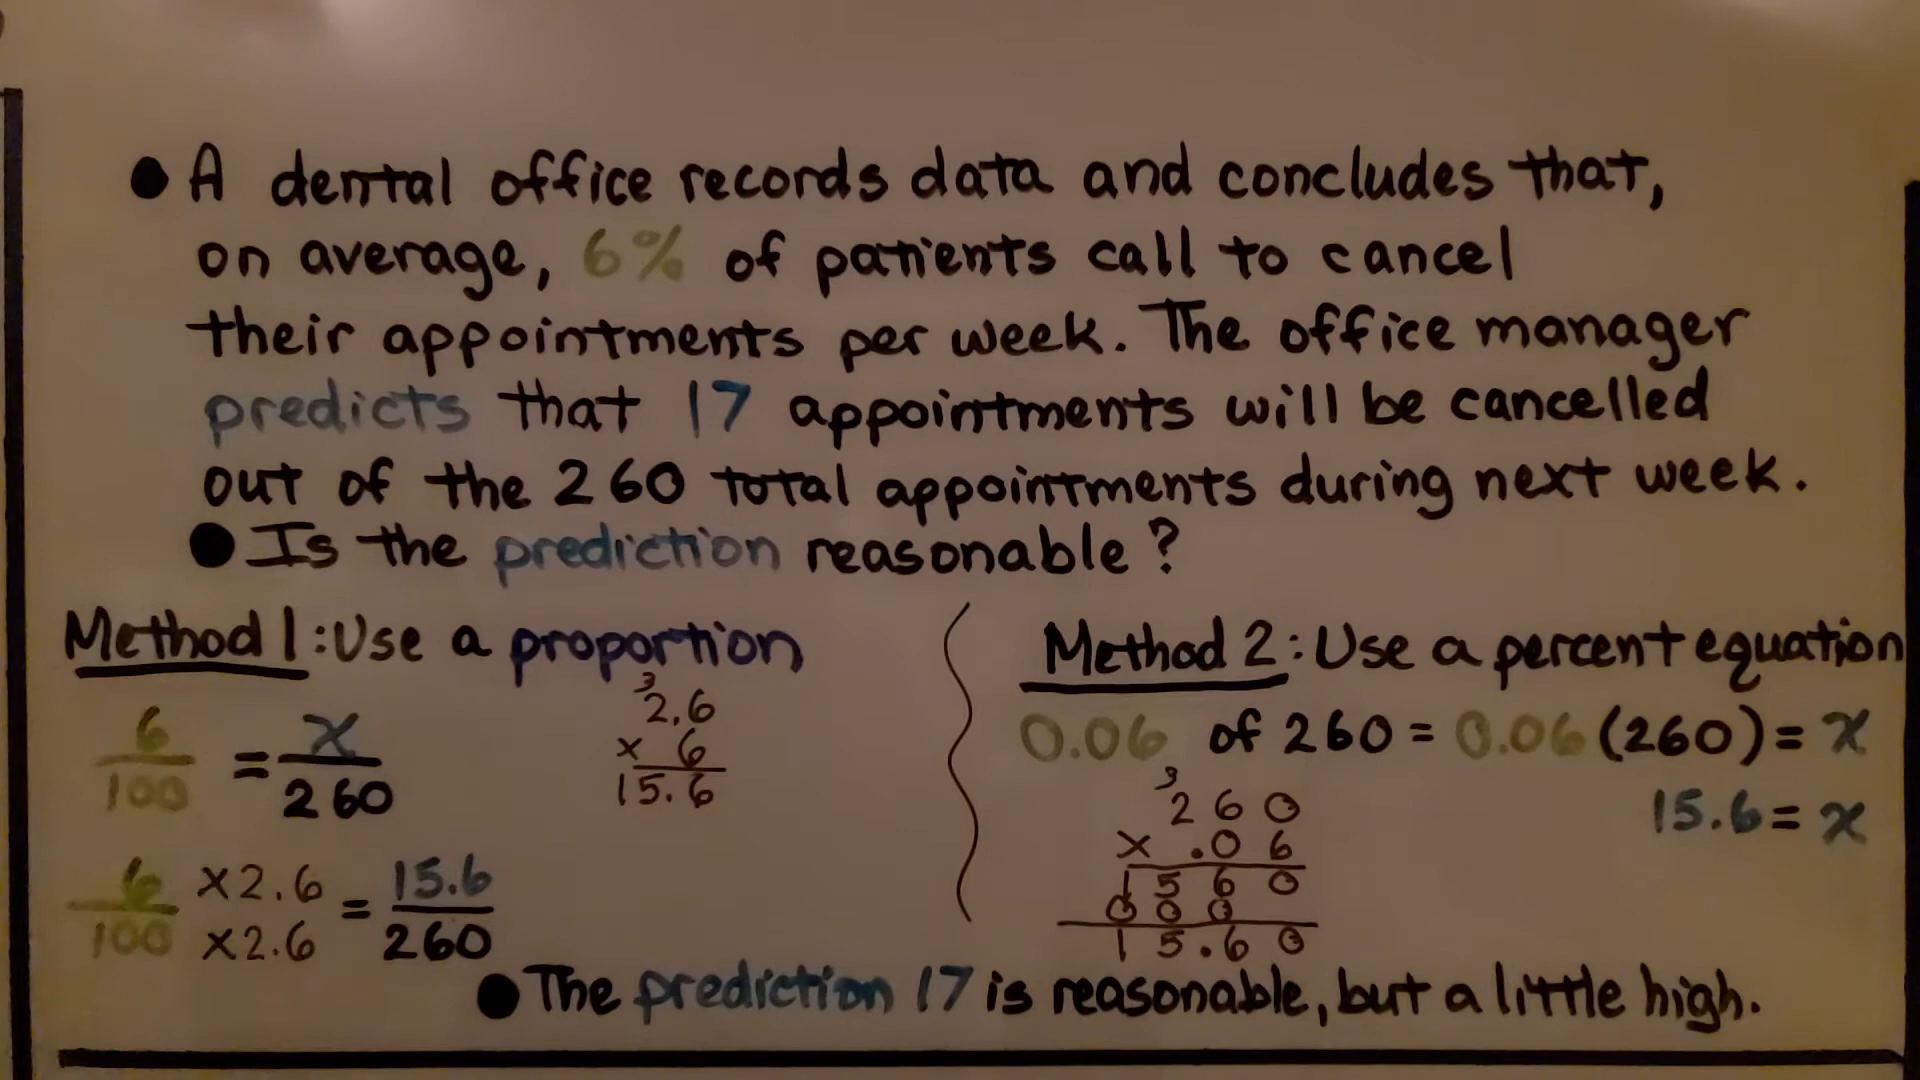 • A dental office records data and concludes that,
on average, 6% of patients call to cancel
their appointments per week. The office manager
predicts that 17 appointments will be cancelled
out of the 260 total appointments during next week.
• Is the prediction reasonable?
Method 1: Use a proportion
6/100 = x/260
3
2.6
x 6
15.6
6/100 x2.6/x2.6 = 15.6/260
Method 2: Use a percent equation
0.06 of 260 = 0.06 (260) = x
15.6 = x
3
260
x .06
1560
000
15.60
• The prediction 17 is reasonable, but a little high.